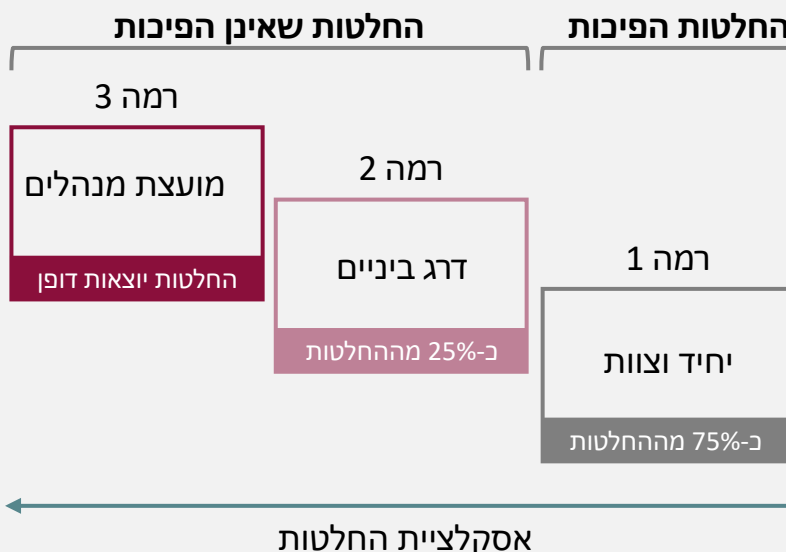 החלטות הפיכות
החלטות שאינן הפיכות
רמה 1
יחיד וצוות
כ-75% מההחלטות
רמה 2
דרג ביניים
כ-25% מההחלטות
רמה 3
מועצת מנהלים
החלטות יוצאות דופן
אסקלציית החלטות